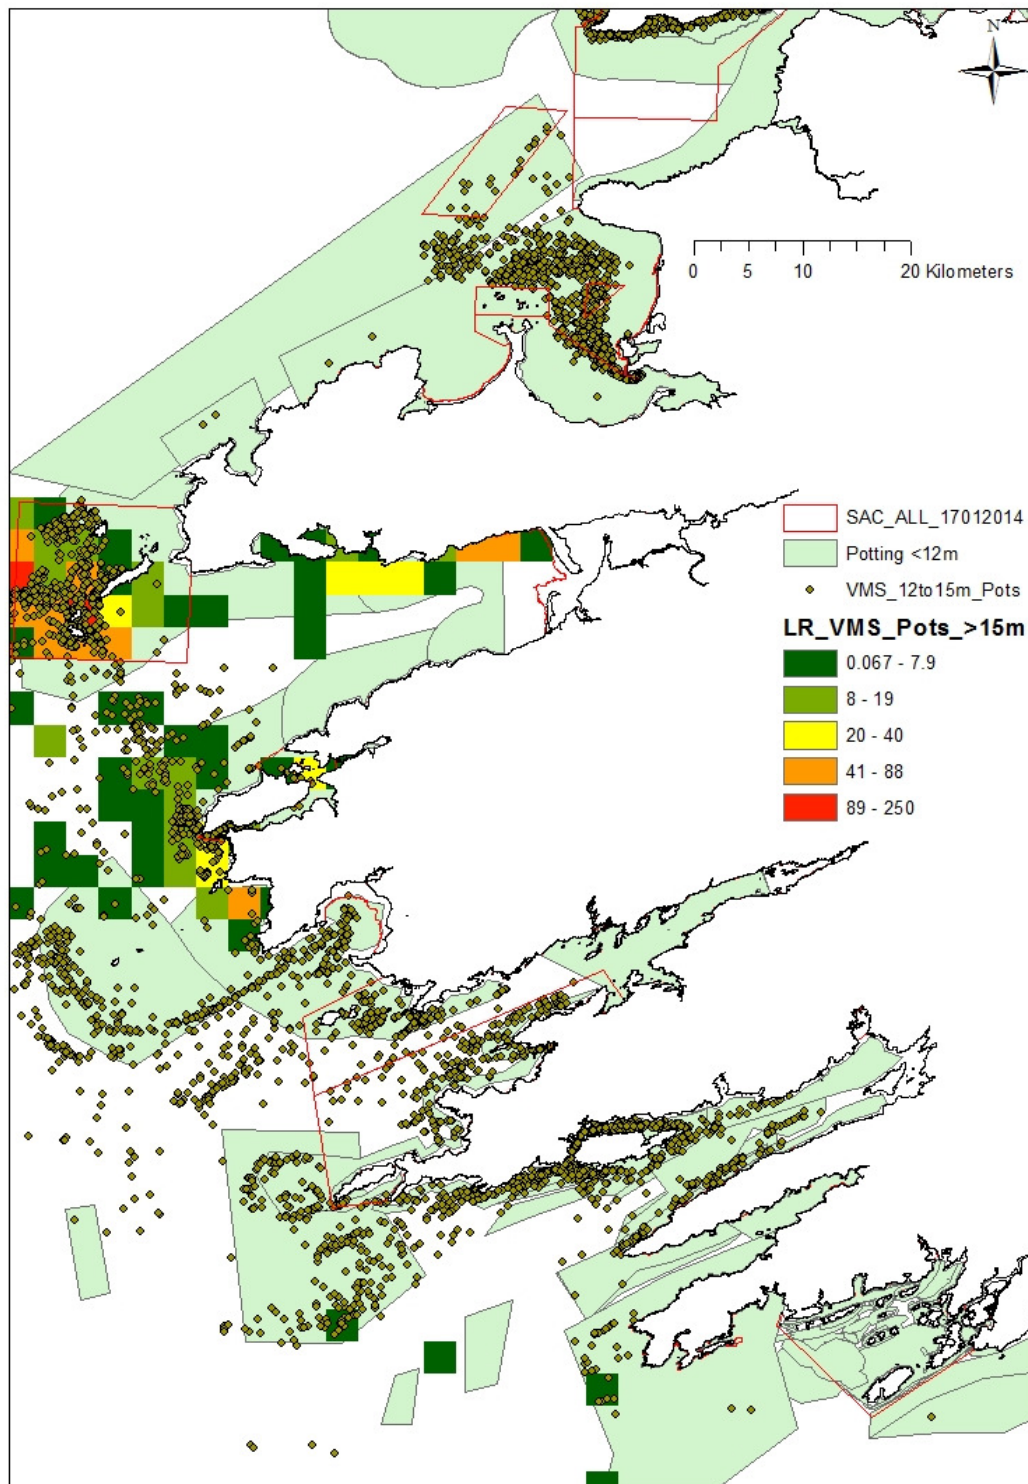 N
0 5 10 20 Kilometers
SAC_ALL_17012014
Potting <12m
VMS_12to15m_Pots
LR_VMS_Pots_>15m
0.067 - 7.9
8 - 19
20 - 40
41 - 88
89 - 250